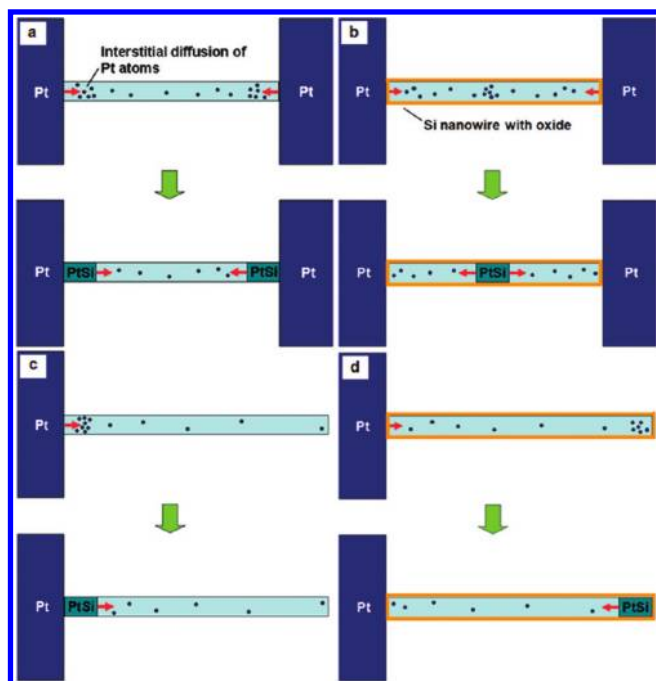 a
Interstitial diffusion of
Pt atoms
Pt
Pt
b
Pt
Pt
Si nanowire with oxide
Pt
PtSi
PtSi
Pt
Pt
PtSi
Pt
c
Pt
d
Pt
Pt
PtSi
Pt
PtSi